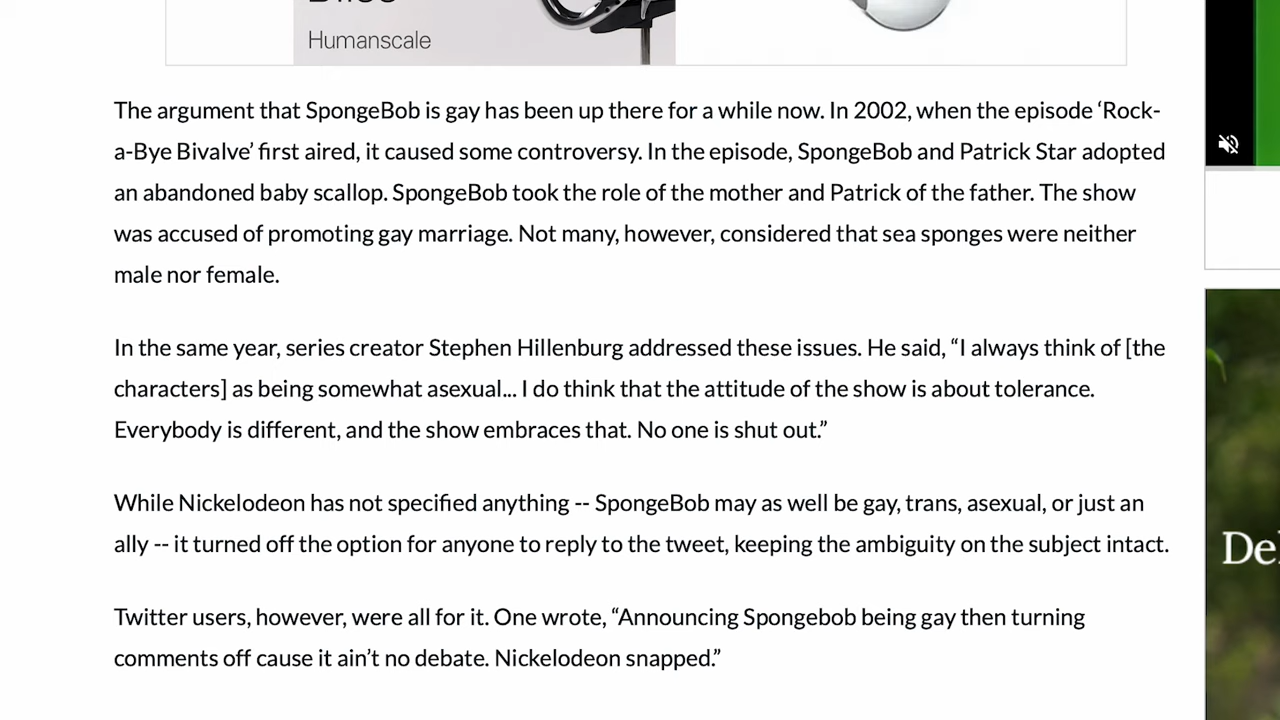 Humanscale
The argument that SpongeBob is gay has been up there for a while now. In 2002, when the episode ‘Rock-
a-Bye Bivalve’ first aired, it caused some controversy. In the episode, SpongeBob and Patrick Star adopted
an abandoned baby scallop. SpongeBob took the role of the mother and Patrick of the father. The show
was accused of promoting gay marriage. Not many, however, considered that sea sponges were neither
male nor female.
In the same year, series creator Stephen Hillenburg addressed these issues. He said, “I always think of [the
characters] as being somewhat asexual... I do think that the attitude of the show is about tolerance.
Everybody is different, and the show embraces that. No one is shut out.”
While Nickelodeon has not specified anything -- SpongeBob may as well be gay, trans, asexual, or just an
ally -- it turned off the option for anyone to reply to the tweet, keeping the ambiguity on the subject intact.
Twitter users, however, were all for it. One wrote, “Announcing Spongebob being gay then turning
comments off cause it ain’t no debate. Nickelodeon snapped.”